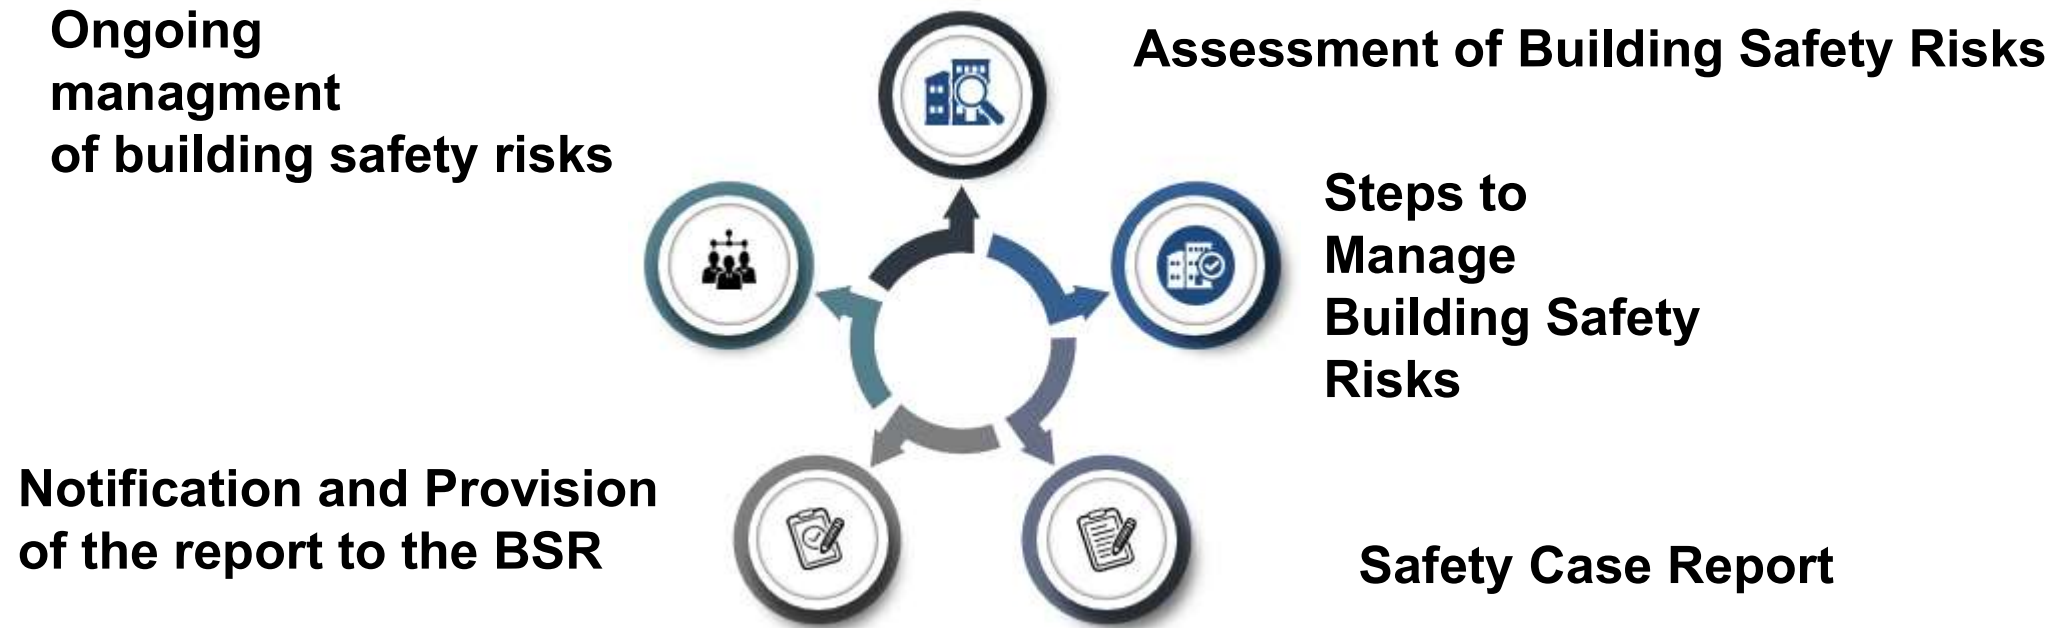 Ongoing
managment
of building safety risks
Assessment of Building Safety Risks
Steps to
Manage
Building Safety
Risks
Safety Case Report
Notification and Provision
of the report to the BSR